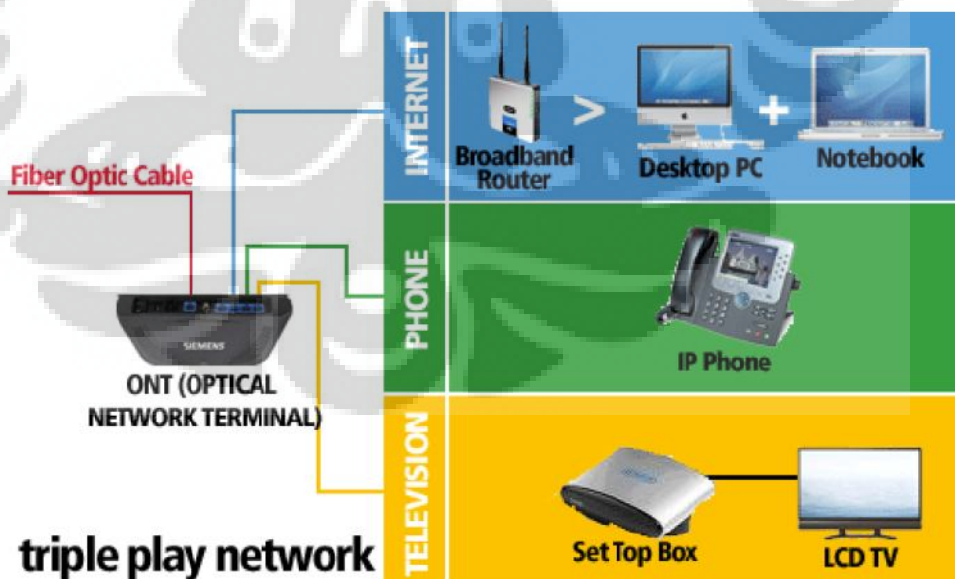 Fiber Optic Cable
SIEMENS
ONT (OPTICAL
NETWORK TERMINAL)
triple play network
INTERNET
Broadband
Router
>
Desktop PC
+
Notebook
PHONE
IP Phone
TELEVISION
Set Top Box
LCD TV